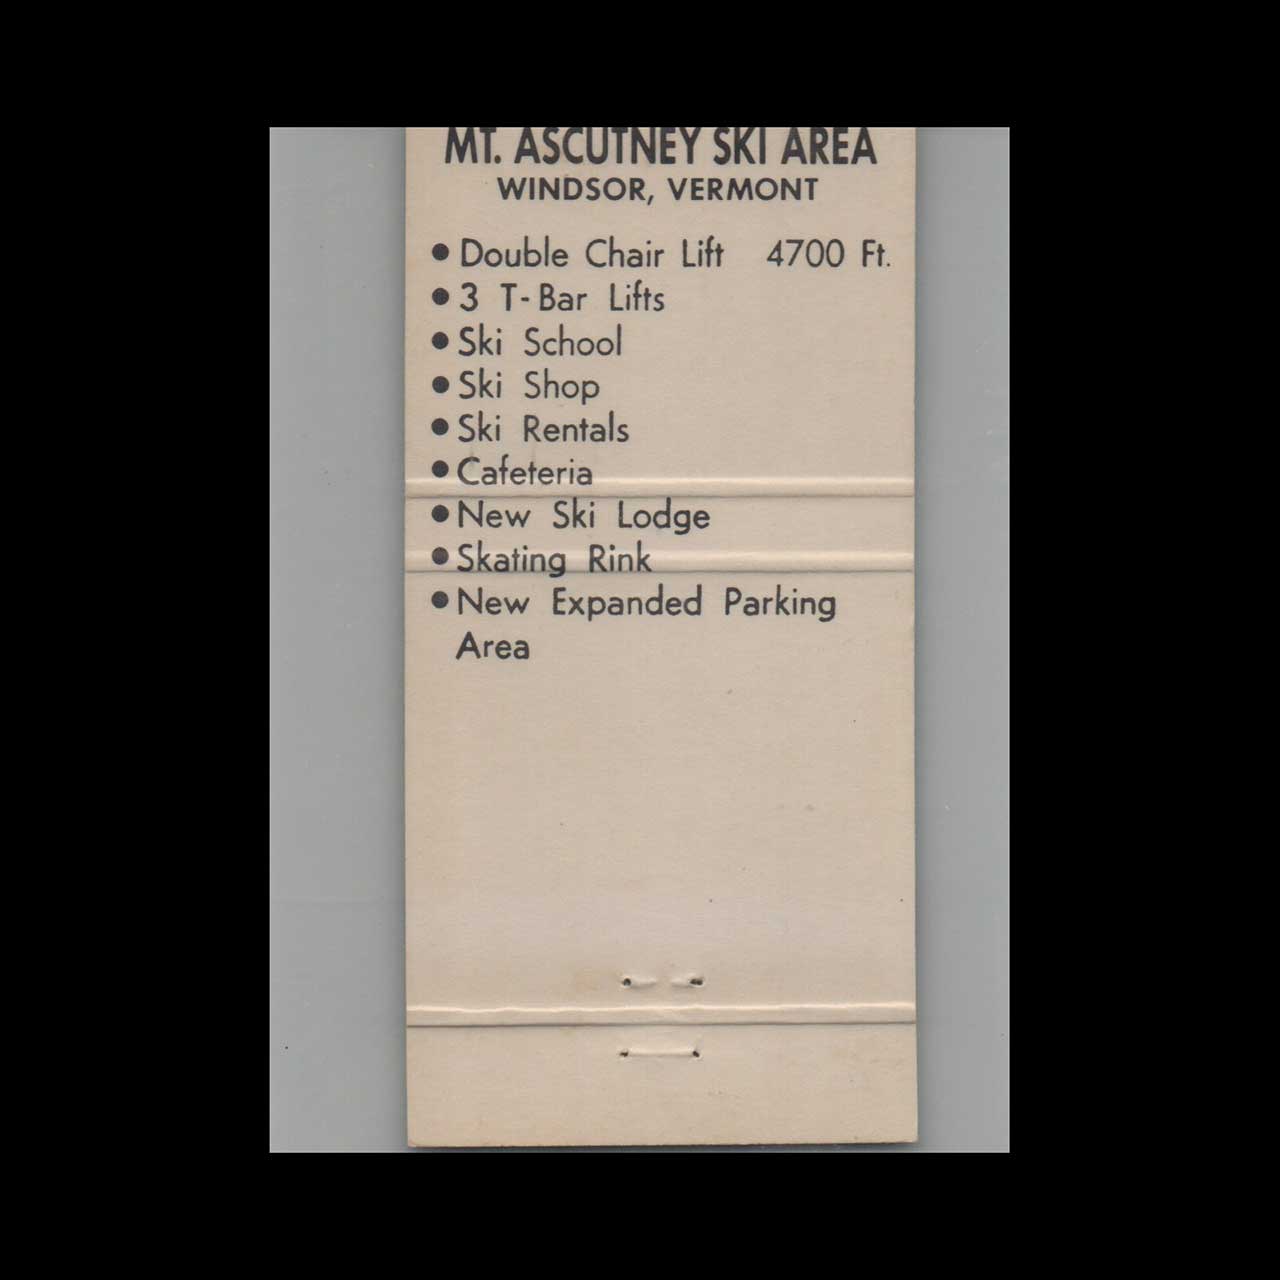 MT. ASCUTNEY SKI AREA
WINDSOR, VERMONT
• Double Chair Lift 4700 Ft.
• 3 T-Bar Lifts
• Ski School
• Ski Shop
• Ski Rentals
• Cafeteria
• New Ski Lodge
• Skating Rink
• New Expanded Parking
Area